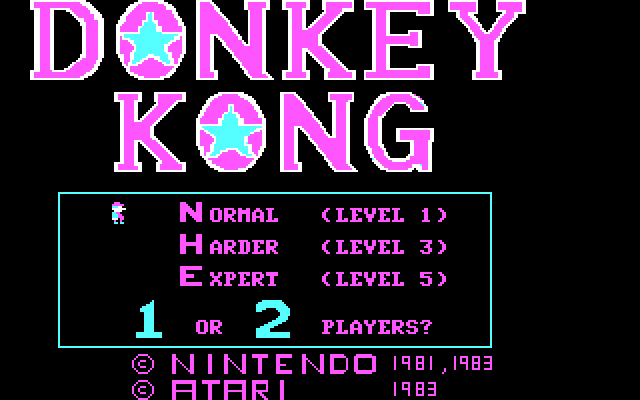 DONKEY
KONG
NORMAL (LEVEL 1)
HARDER (LEVEL 3)
EXPERT (LEVEL 5)
1 OR 2 PLAYERS?
© NINTENDO 1981,1983
© ATARI 1983